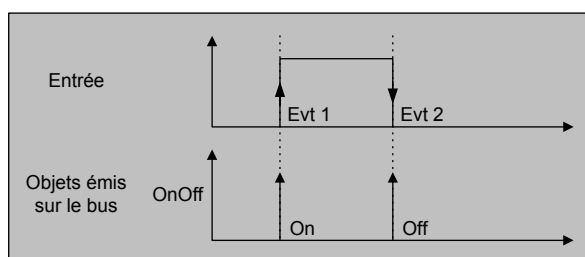 Entrée
Evt 1
Evt 2
Objets émis
sur le bus
OnOff
On
Off